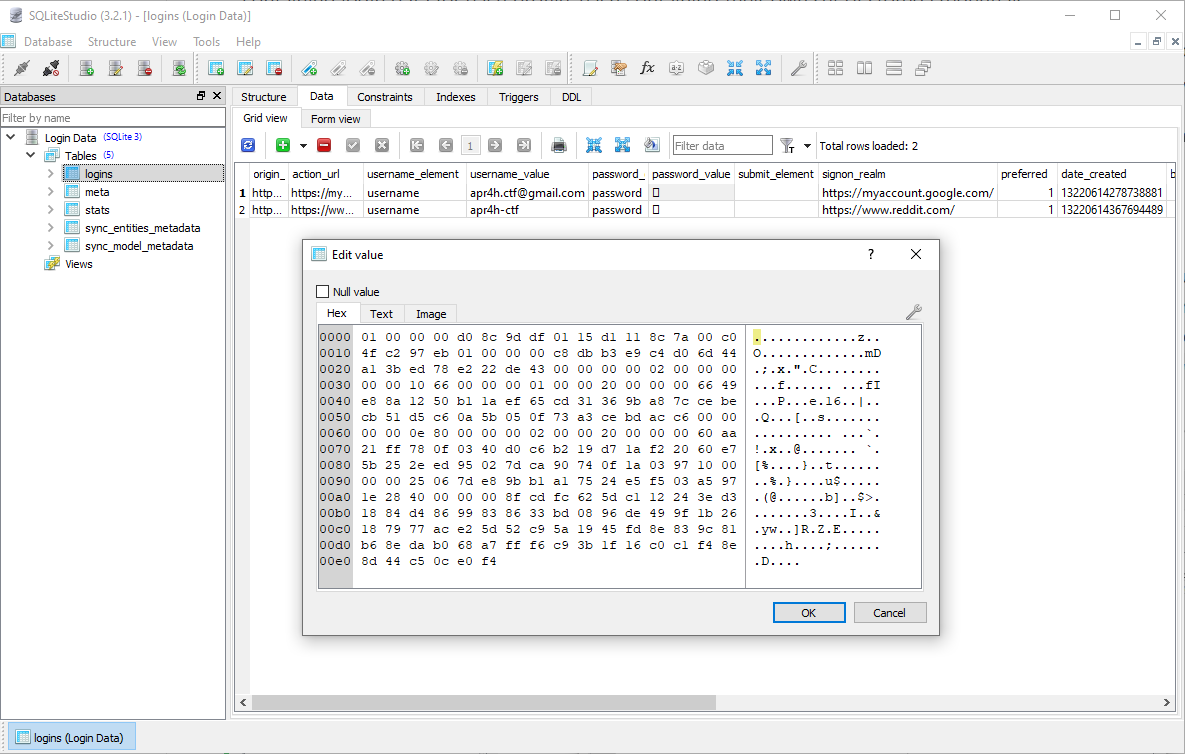 SQLiteStudio (3.2.1) - [logins (Login Data)]
Database Structure View Tools Help
Databases
Filter by name
Login Data (SQLite 3)
Tables (5)
logins
meta
stats
sync_entities_metadata
sync_model_metadata
Views
Structure Data Constraints Indexes Triggers DDL
Grid view Form view
1 Filter data Total rows loaded: 2
origin_ action_url username_element username_value password_ password_value submit_element signon_realm preferred date_created b
1 http... https://my... username apr4h.ctf@gmail.com password https://myaccount.google.com/ 1 13220614278738881
2 http... https://ww... username apr4h-ctf password https://www.reddit.com/ 1 13220614367694489
Edit value ?
Null value
Hex Text Image
0000 01 00 00 00 d0 8c 9d df 01 15 d1 11 8c 7a 00 c0 ............z..
0010 4f c2 97 eb 01 00 00 00 c8 db b3 e9 c4 d0 6d 44 O.............mD
0020 a1 3b ed 78 e2 22 de 43 00 00 00 00 02 00 00 00 .;.x.".C........
0030 00 00 10 66 00 00 00 01 00 00 20 00 00 00 66 49 ...f...... ...fI
0040 e8 8a 12 50 b1 1a ef 65 cd 31 36 9b a8 7c ce be ...P...e.16..|..
0050 cb 51 d5 c6 0a 5b 05 0f 73 a3 ce bd ac c6 00 00 .Q...[..s.......
0060 00 00 0e 80 00 00 00 02 00 00 20 00 00 00 60 aa .......... ...`.
0070 21 ff 78 0f 03 40 d0 c6 b2 19 d7 1a f2 20 60 e7 !.x..@....... `.
0080 5b 25 2e ed 95 02 7d ca 90 74 0f 1a 03 97 10 00 [%....}..t......
0090 00 00 25 06 7d e8 9b b1 a1 75 24 e5 f5 03 a5 97 ..%.}....u$.....
00a0 1e 28 40 00 00 00 8f cd fc 62 5d c1 12 24 3e d3 .(@......b]..$>.
00b0 18 84 d4 86 99 83 86 33 bd 08 96 de 49 9f 1b 26 .......3....I..&
00c0 18 79 77 ac e2 5d 52 c9 5a 19 45 fd 8e 83 9c 81 .yw..]R.Z.E.....
00d0 b6 8e da b0 68 a7 ff f6 c9 3b 1f 16 c0 c1 f4 8e ....h....;......
00e0 8d 44 c5 0c e0 f4 .D....
OK Cancel
logins (Login Data)